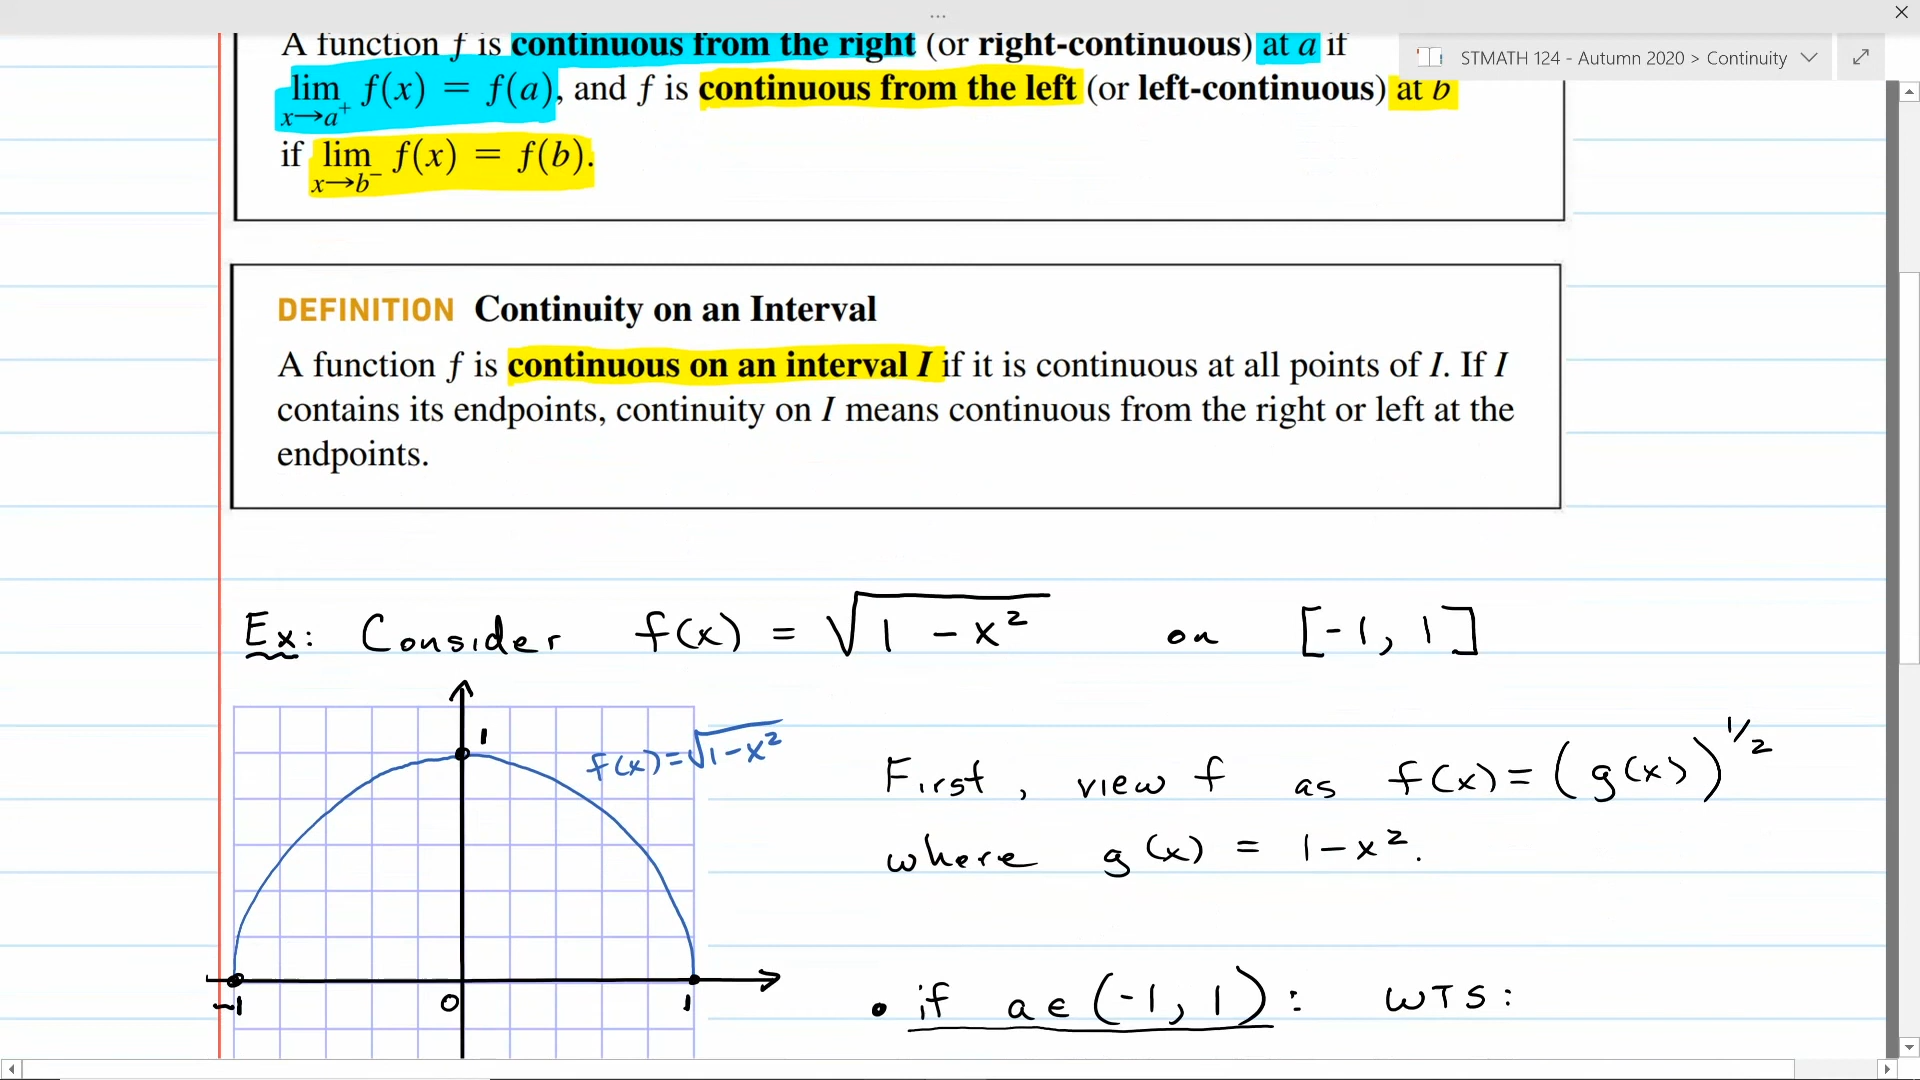 ...
STMATH 124 - Autumn 2020 > Continuity
A function f is continuous from the right (or right-continuous) at a if
lim f(x) = f(a), and f is continuous from the left (or left-continuous) at b
x→a⁺
if lim f(x) = f(b).
x→b⁻
DEFINITION Continuity on an Interval
A function f is continuous on an interval I if it is continuous at all points of I. If I
contains its endpoints, continuity on I means continuous from the right or left at the
endpoints.
Ex: Consider f(x) = √(1 - x²) on [-1, 1]
1
f(x)=√(1-x²)
-1 0 1
First, view f as f(x)= (g(x))^1/2
where g(x) = 1-x².
• if a∈(-1, 1): WTS: